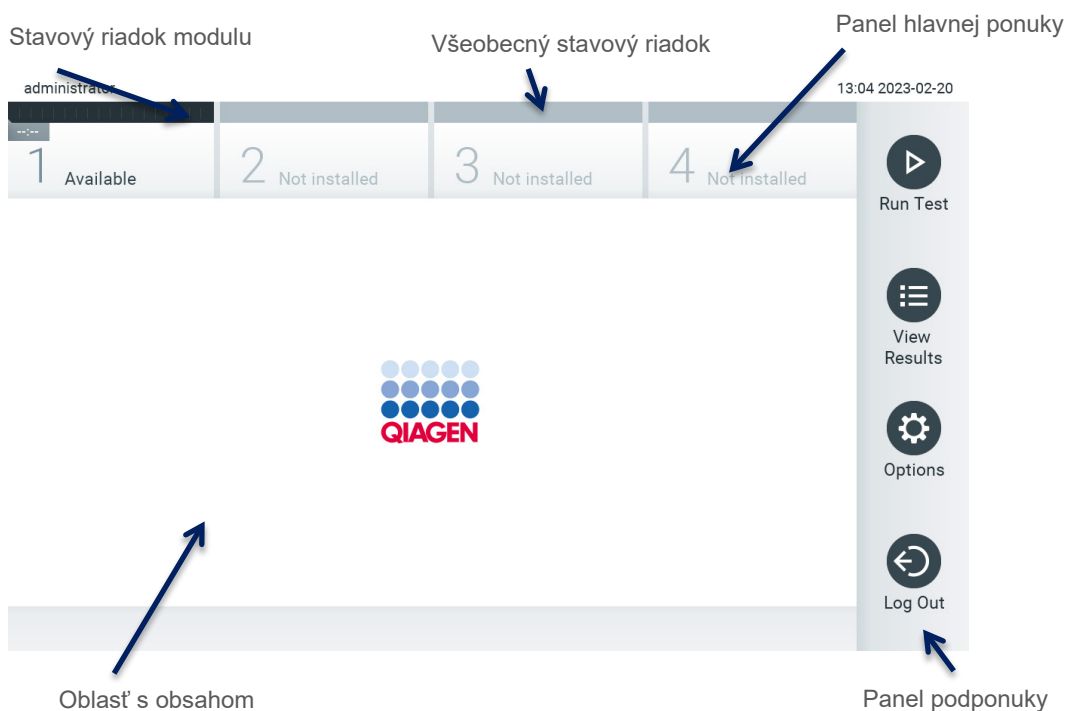 Panel hlavnej ponuky
Stavový riadok modulu
Všeobecný stavový riadok
administrator
13:04 2023-02-20
--:--
1 Available
2 Not installed
3 Not installed
4 Not installed
Run Test
View
Results
QIAGEN
Options
Log Out
Oblasť s obsahom
Panel podponuky